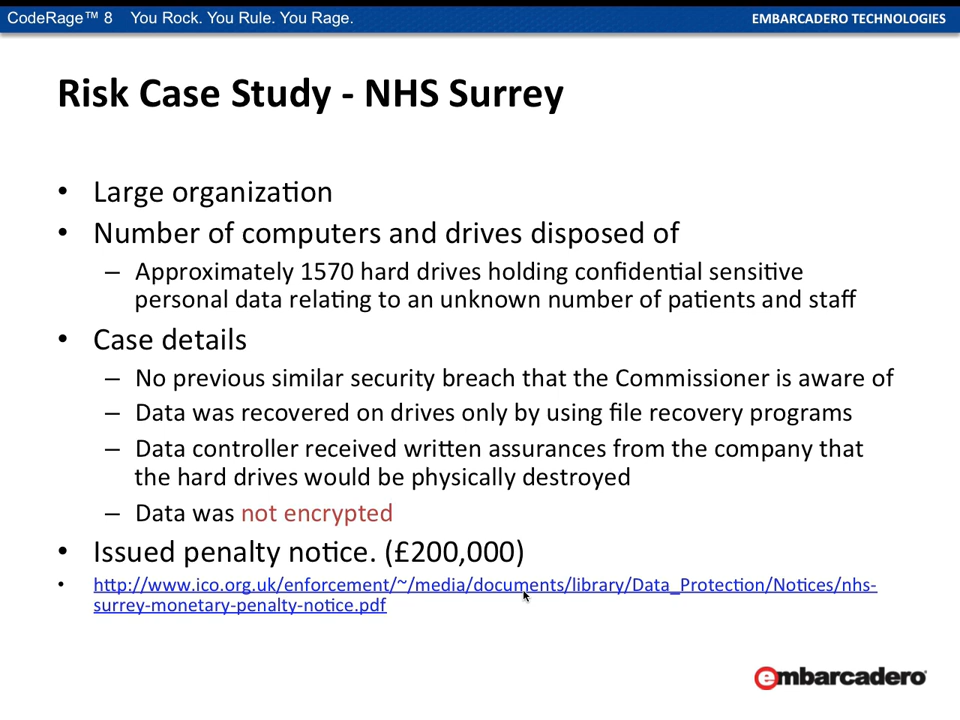 CodeRage™ 8 You Rock. You Rule. You Rage.
EMBARCADERO TECHNOLOGIES
Risk Case Study - NHS Surrey
• Large organization
• Number of computers and drives disposed of
– Approximately 1570 hard drives holding confidential sensitive
personal data relating to an unknown number of patients and staff
• Case details
– No previous similar security breach that the Commissioner is aware of
– Data was recovered on drives only by using file recovery programs
– Data controller received written assurances from the company that
the hard drives would be physically destroyed
– Data was not encrypted
• Issued penalty notice. (£200,000)
• http://www.ico.org.uk/enforcement/~/media/documents/library/Data_Protection/Notices/nhs-
surrey-monetary-penalty-notice.pdf
embarcadero